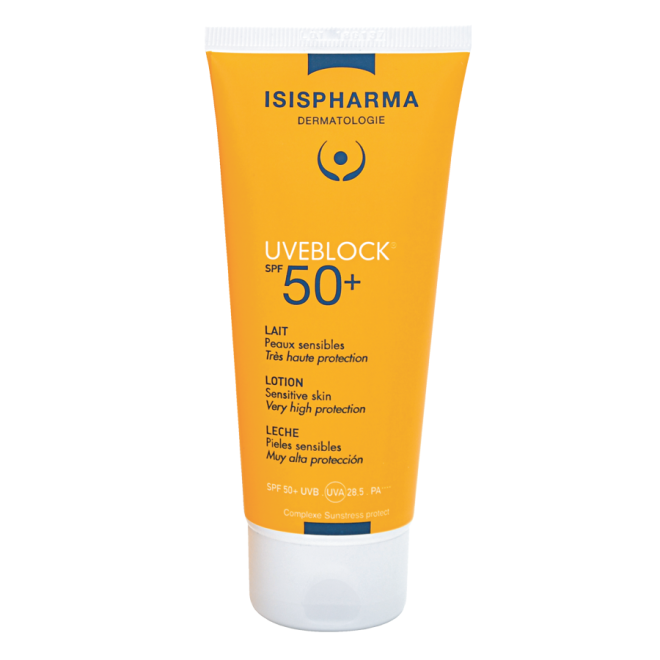 ISISPHARMA
DERMATOLOGIE
UVEBLOCK®
SPF 50+
LAIT
Peaux sensibles
Très haute protection
LOTION
Sensitive skin
Very high protection
LECHE
Pieles sensibles
Muy alta protección
SPF 50+ UVB . UVA 28.5 . PA++++
Complexe Sunstress protect